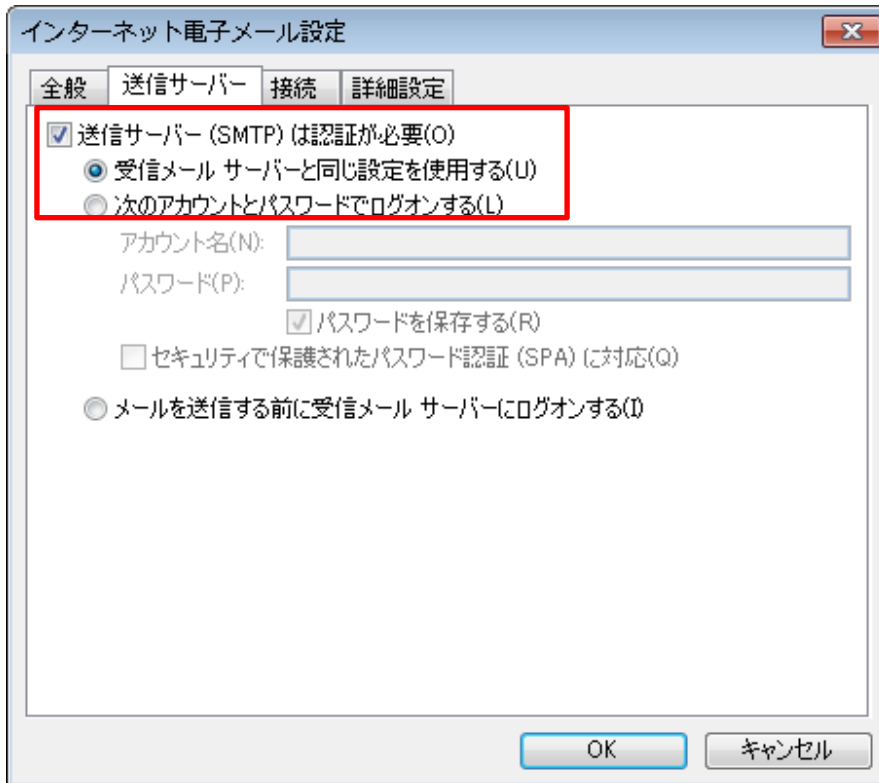 インターネット電子メール設定
全般 送信サーバー 接続 詳細設定
送信サーバー (SMTP) は認証が必要(O)
受信メール サーバーと同じ設定を使用する(U)
次のアカウントとパスワードでログオンする(L)
アカウント名(N):
パスワード(P):
パスワードを保存する(R)
セキュリティで保護されたパスワード認証 (SPA) に対応(Q)
メールを送信する前に受信メール サーバーにログオンする(I)
OK キャンセル